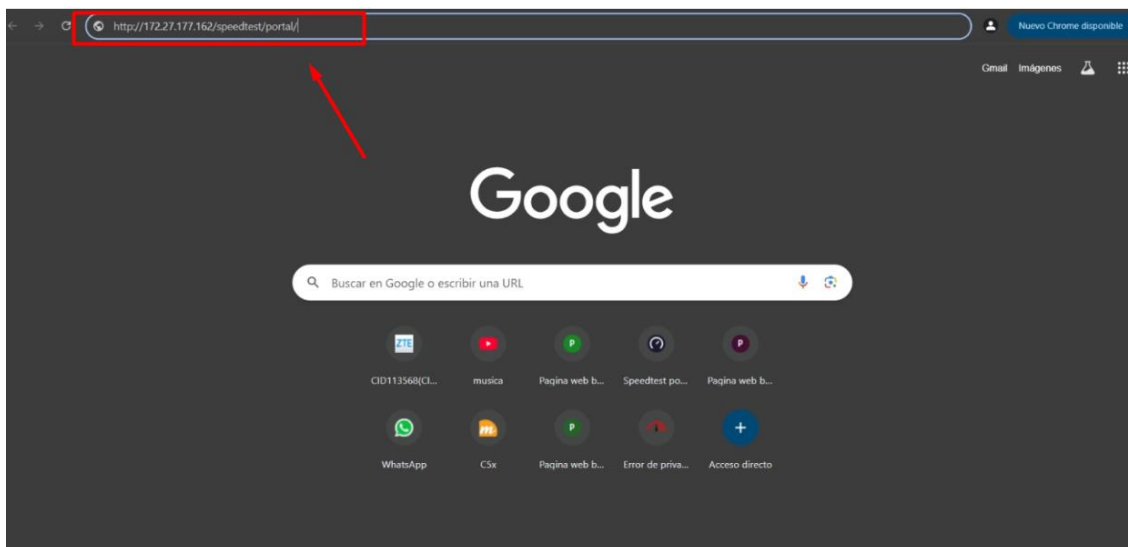 http://172.27.177.162/speedtest/portal/
Nuevo Chrome disponible
Gmail Imágenes
Google
Buscar en Google o escribir una URL
ZTE P P
CID113568(Cl... musica Pagina web b... Speedtest po... Pagina web b...
m. P
WhatsApp C5x Pagina web b... Error de priva... Acceso directo